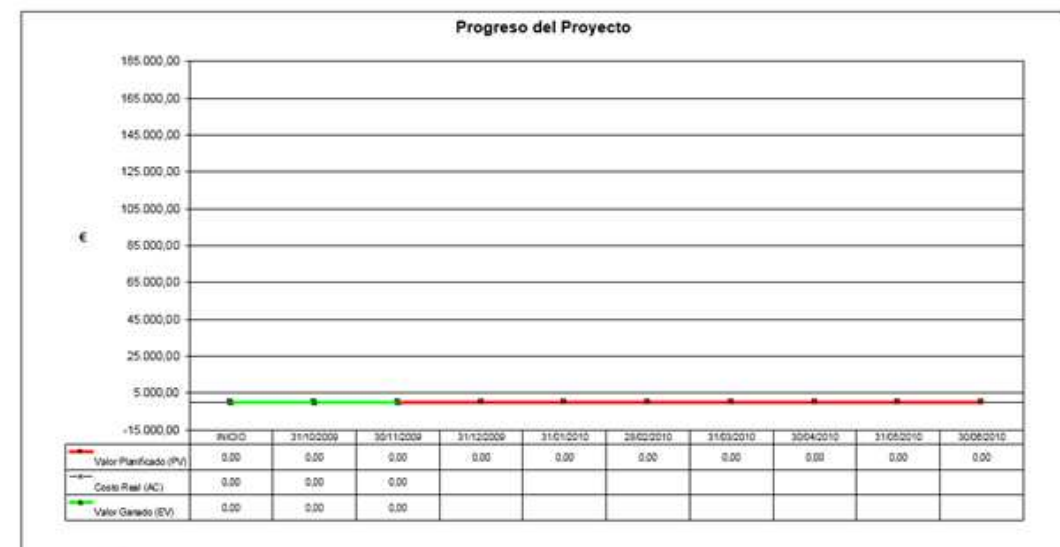 Progreso del Proyecto
185.000,00
165.000,00
145.000,00
125.000,00
105.000,00
€
85.000,00
65.000,00
45.000,00
25.000,00
5.000,00
-15.000,00
INICIO 31/10/2009 30/11/2009 31/12/2009 31/01/2010 28/02/2010 31/03/2010 30/04/2010 31/05/2010 30/06/2010
Valor Planificado (PV) 0,00 0,00 0,00 0,00 0,00 0,00 0,00 0,00 0,00 0,00
Costo Real (AC) 0,00 0,00 0,00
Valor Ganado (EV) 0,00 0,00 0,00